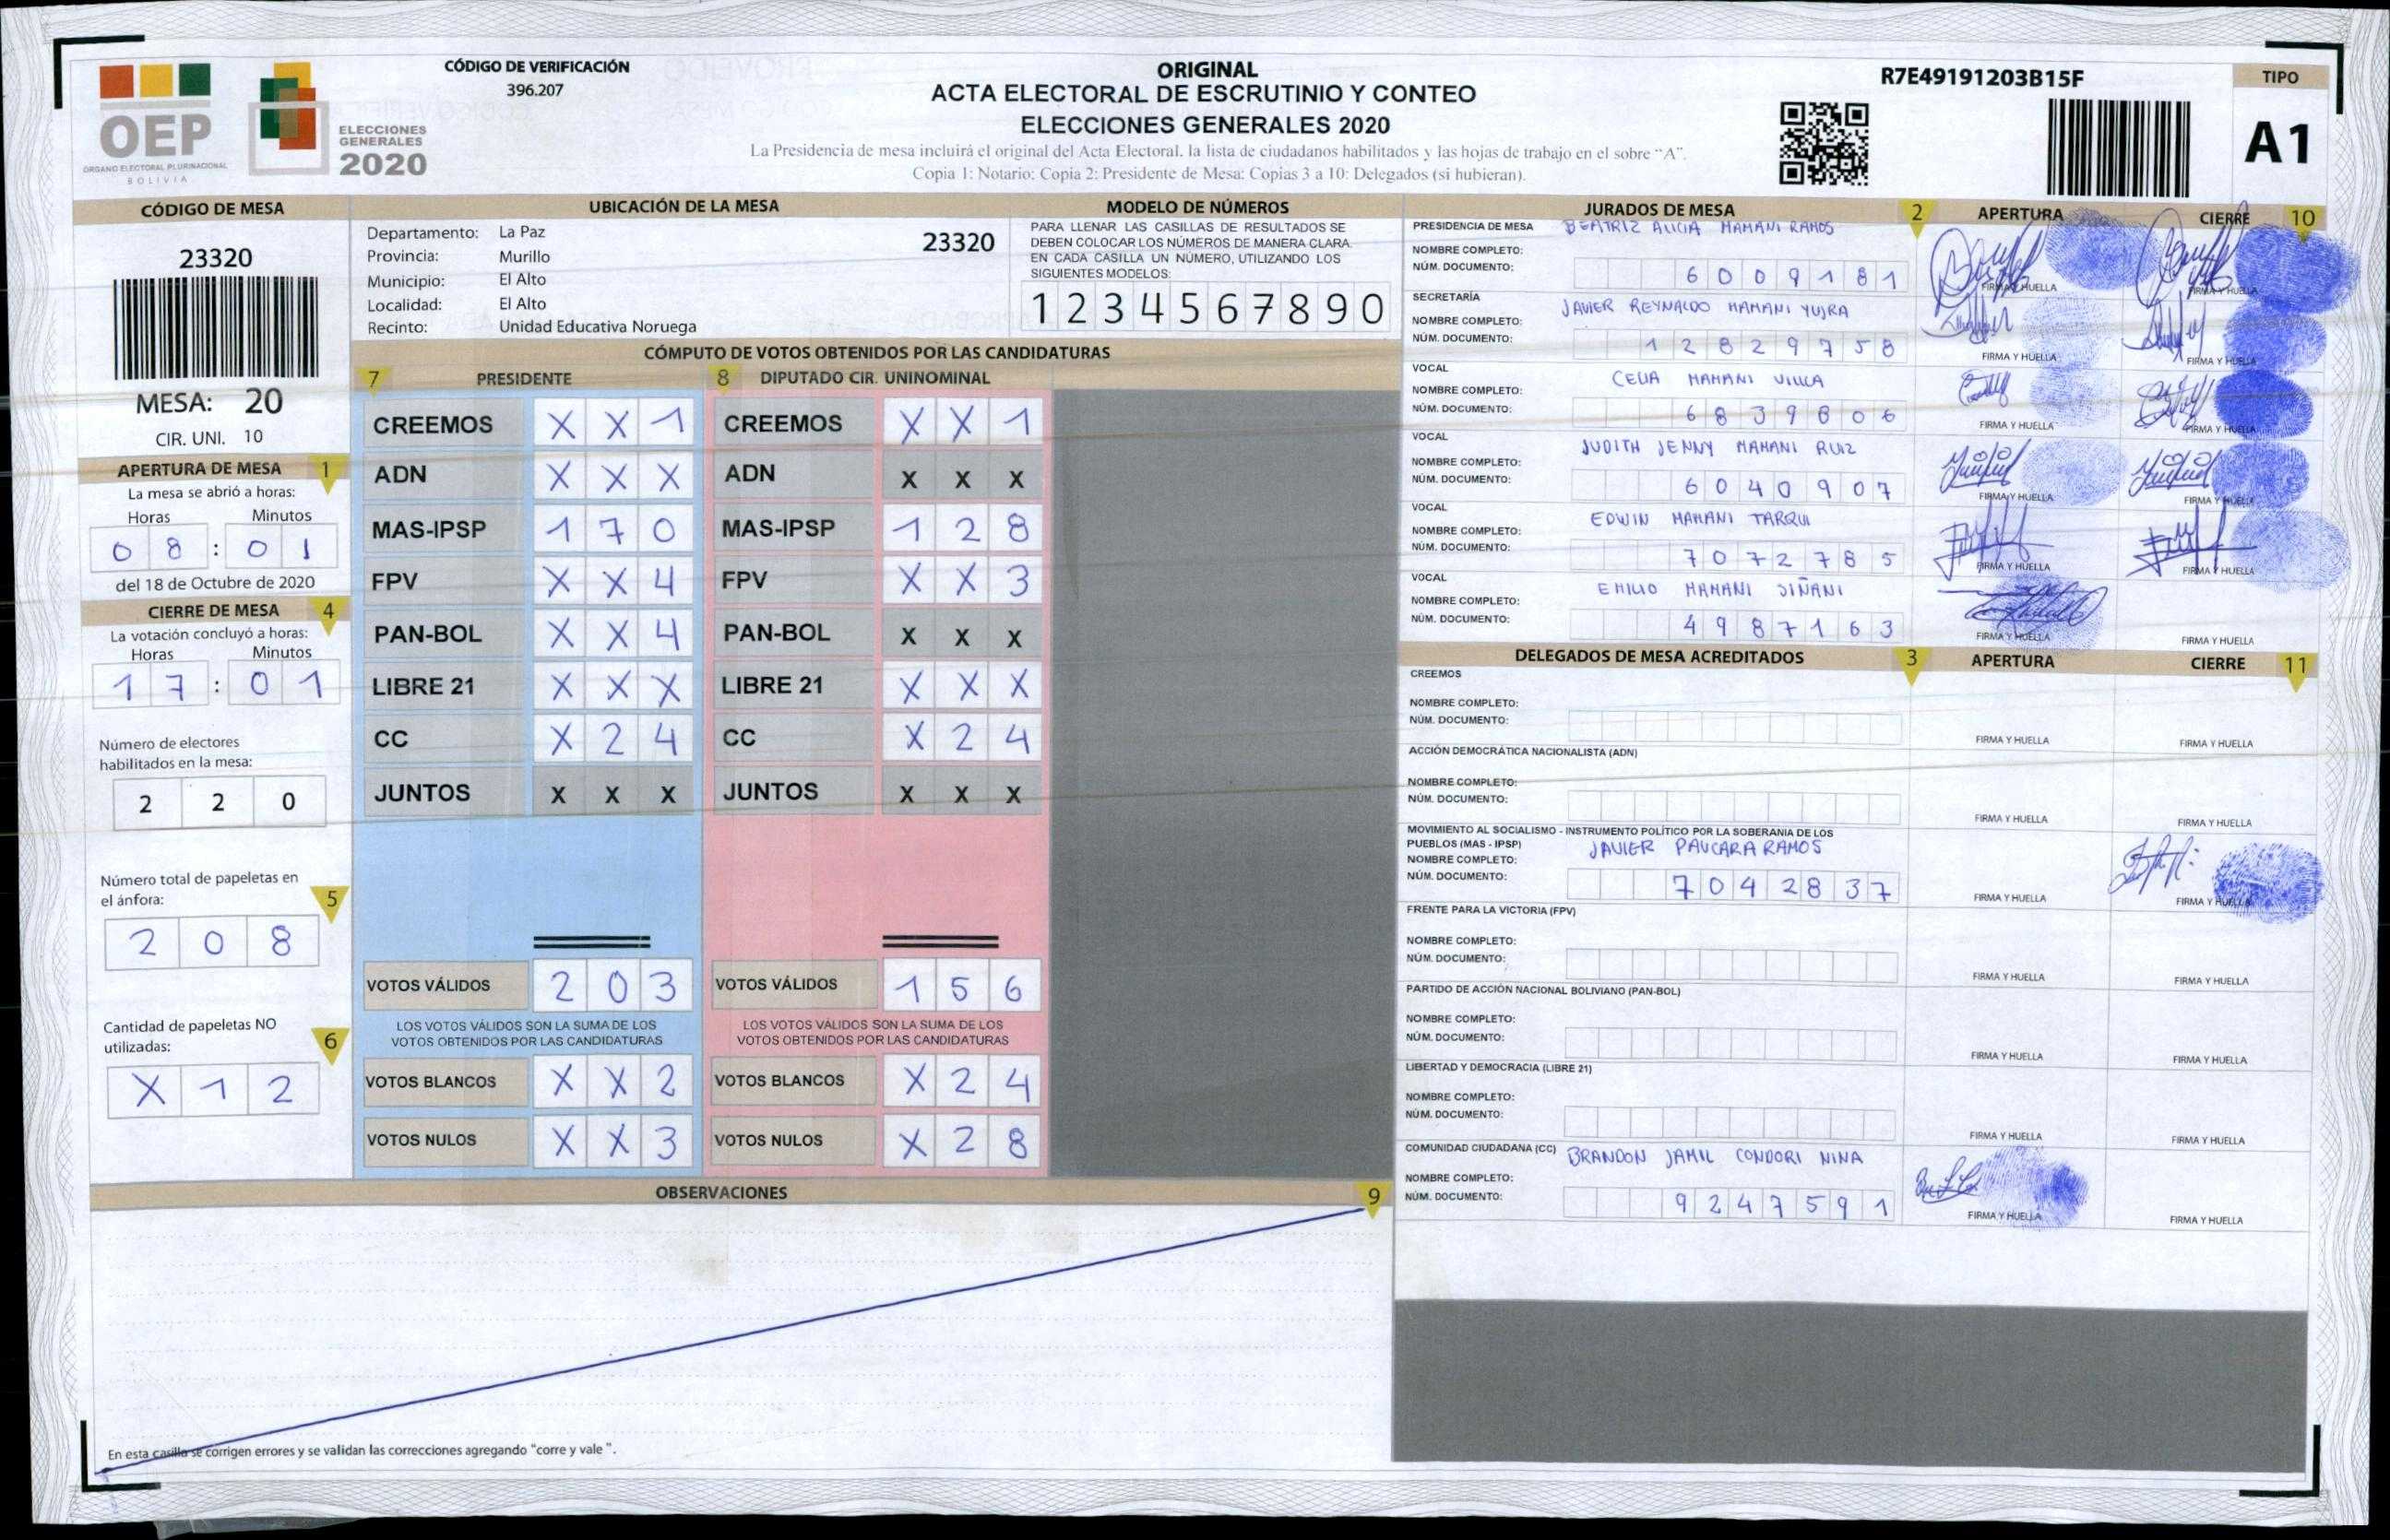 OEP
ÓRGANO ELECTORAL PLURINACIONAL
BOLIVIA
ELECCIONES
GENERALES
2020
CÓDIGO DE VERIFICACIÓN
396.207
ORIGINAL
ACTA ELECTORAL DE ESCRUTINIO Y CONTEO
ELECCIONES GENERALES 2020
La Presidencia de mesa incluirá el original del Acta Electoral, la lista de ciudadanos habilitados y las hojas de trabajo en el sobre "A".
Copia 1: Notario; Copia 2: Presidente de Mesa; Copias 3 a 10: Delegados (si hubieran).
R7E49191203B15F
TIPO
A1
CÓDIGO DE MESA
23320
MESA: 20
CIR. UNI. 10
APERTURA DE MESA 1
La mesa se abrió a horas:
Horas Minutos
0 8 : 0 1
del 18 de Octubre de 2020
CIERRE DE MESA 4
La votación concluyó a horas:
Horas Minutos
1 7 : 0 1
Número de electores
habilitados en la mesa:
2 2 0
Número total de papeletas en
el ánfora: 5
2 0 8
Cantidad de papeletas NO
utilizadas: 6
X 1 2
UBICACIÓN DE LA MESA
Departamento: La Paz 23320
Provincia: Murillo
Municipio: El Alto
Localidad: El Alto
Recinto: Unidad Educativa Noruega
MODELO DE NÚMEROS
PARA LLENAR LAS CASILLAS DE RESULTADOS SE
DEBEN COLOCAR LOS NÚMEROS DE MANERA CLARA.
EN CADA CASILLA UN NÚMERO, UTILIZANDO LOS
SIGUIENTES MODELOS:
1 2 3 4 5 6 7 8 9 0
CÓMPUTO DE VOTOS OBTENIDOS POR LAS CANDIDATURAS
7 PRESIDENTE 8 DIPUTADO CIR. UNINOMINAL
CREEMOS X X 1 CREEMOS X X 1
ADN X X X ADN X X X
MAS-IPSP 1 7 0 MAS-IPSP 1 2 8
FPV X X 4 FPV X X 3
PAN-BOL X X 4 PAN-BOL X X X
LIBRE 21 X X X LIBRE 21 X X X
CC X 2 4 CC X 2 4
JUNTOS X X X JUNTOS X X X
VOTOS VÁLIDOS 2 0 3 VOTOS VÁLIDOS 1 5 6
LOS VOTOS VÁLIDOS SON LA SUMA DE LOS LOS VOTOS VÁLIDOS SON LA SUMA DE LOS
VOTOS OBTENIDOS POR LAS CANDIDATURAS VOTOS OBTENIDOS POR LAS CANDIDATURAS
VOTOS BLANCOS X X 2 VOTOS BLANCOS X 2 4
VOTOS NULOS X X 3 VOTOS NULOS X 2 8
OBSERVACIONES 9
En esta casilla se corrigen errores y se validan las correcciones agregando "corre y vale ".
JURADOS DE MESA 2 APERTURA CIERRE 10
PRESIDENCIA DE MESA BEATRIZ ALICIA MAMANI RAMOS
NOMBRE COMPLETO:
NÚM. DOCUMENTO: 6 0 0 9 1 8 1
FIRMA Y HUELLA FIRMA Y HUELLA
SECRETARÍA JAVIER REYNALDO MAMANI YUJRA
NOMBRE COMPLETO:
NÚM. DOCUMENTO: 1 2 8 2 9 7 5 8
FIRMA Y HUELLA FIRMA Y HUELLA
VOCAL CELIA MAMANI VILLCA
NOMBRE COMPLETO:
NÚM. DOCUMENTO: 6 8 3 9 8 0 6
FIRMA Y HUELLA FIRMA Y HUELLA
VOCAL JUDITH JENNY MAMANI RUIZ
NOMBRE COMPLETO:
NÚM. DOCUMENTO: 6 0 4 0 9 0 7
FIRMA Y HUELLA FIRMA Y HUELLA
VOCAL EDWIN MAMANI TARQUI
NOMBRE COMPLETO:
NÚM. DOCUMENTO: 7 0 7 2 7 8 5
FIRMA Y HUELLA FIRMA Y HUELLA
VOCAL EMILIO MAMANI JIÑANI
NOMBRE COMPLETO:
NÚM. DOCUMENTO: 4 9 8 7 1 6 3
FIRMA Y HUELLA FIRMA Y HUELLA
DELEGADOS DE MESA ACREDITADOS 3 APERTURA CIERRE 11
CREEMOS
NOMBRE COMPLETO:
NÚM. DOCUMENTO:
FIRMA Y HUELLA FIRMA Y HUELLA
ACCIÓN DEMOCRÁTICA NACIONALISTA (ADN)
NOMBRE COMPLETO:
NÚM. DOCUMENTO:
FIRMA Y HUELLA FIRMA Y HUELLA
MOVIMIENTO AL SOCIALISMO - INSTRUMENTO POLÍTICO POR LA SOBERANIA DE LOS
PUEBLOS (MAS - IPSP) JAVIER PAUCARA RAMOS
NOMBRE COMPLETO:
NÚM. DOCUMENTO: 7 0 4 2 8 3 7
FIRMA Y HUELLA FIRMA Y HUELLA
FRENTE PARA LA VICTORIA (FPV)
NOMBRE COMPLETO:
NÚM. DOCUMENTO:
FIRMA Y HUELLA FIRMA Y HUELLA
PARTIDO DE ACCIÓN NACIONAL BOLIVIANO (PAN-BOL)
NOMBRE COMPLETO:
NÚM. DOCUMENTO:
FIRMA Y HUELLA FIRMA Y HUELLA
LIBERTAD Y DEMOCRACIA (LIBRE 21)
NOMBRE COMPLETO:
NÚM. DOCUMENTO:
FIRMA Y HUELLA FIRMA Y HUELLA
COMUNIDAD CIUDADANA (CC) BRANDON JAMIL CONDORI NINA
NOMBRE COMPLETO:
NÚM. DOCUMENTO: 9 2 4 7 5 9 1
FIRMA Y HUELLA FIRMA Y HUELLA